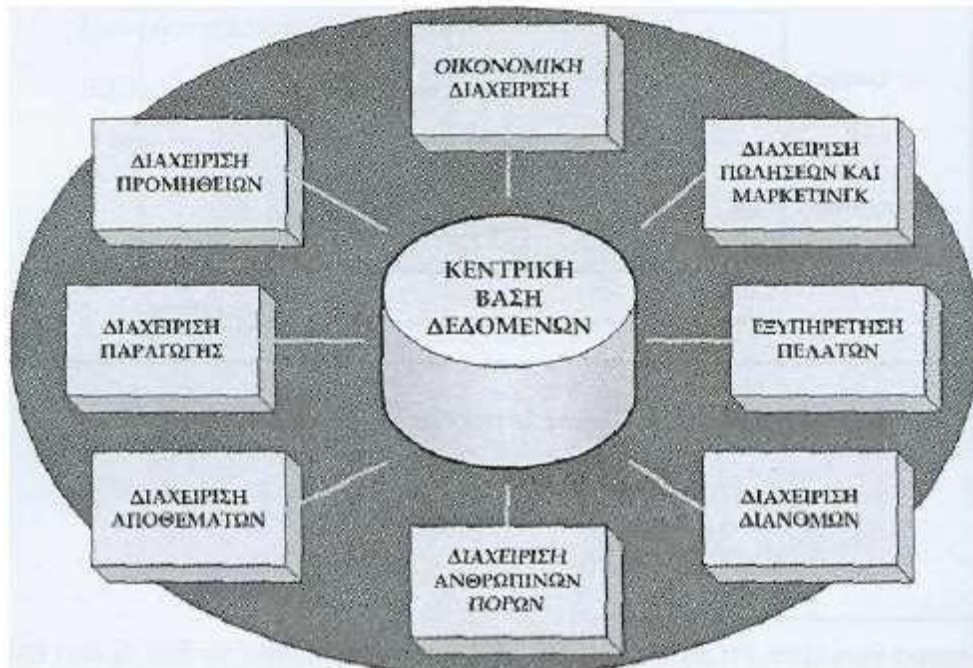 ΟΙΚΟΝΟΜΙΚΗ
ΔΙΑΧΕΙΡΙΣΗ
ΔΙΑΧΕΙΡΙΣΗ
ΠΡΟΜΗΘΕΙΩΝ
ΔΙΑΧΕΙΡΙΣΗ
ΠΩΛΗΣΕΩΝ ΚΑΙ
ΜΑΡΚΕΤΙΝΓΚ
ΚΕΝΤΡΙΚΗ
ΒΑΣΗ
ΔΕΔΟΜΕΝΩΝ
ΔΙΑΧΕΙΡΙΣΗ
ΠΑΡΑΓΩΓΗΣ
ΕΞΥΠΗΡΕΤΗΣΗ
ΠΕΛΑΤΩΝ
ΔΙΑΧΕΙΡΙΣΗ
ΑΠΟΘΕΜΑΤΩΝ
ΔΙΑΧΕΙΡΙΣΗ
ΑΝΘΡΩΠΙΝΩΝ
ΠΟΡΩΝ
ΔΙΑΧΕΙΡΙΣΗ
ΔΙΑΝΟΜΩΝ